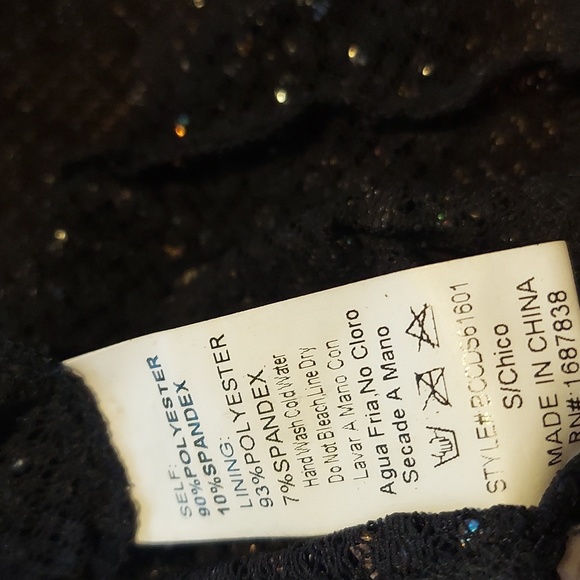 SELF:
90%POLYESTER
10%SPANDEX
LINING:
93%POLYESTER
7%SPANDEX
Hand Wash Cold Water
Do Not Bleach,Line Dry
Lavar A Mano Con
Agua Fria,No Cloro
Secade A Mano
S/Chico
MADE IN CHINA
RN#:1687838